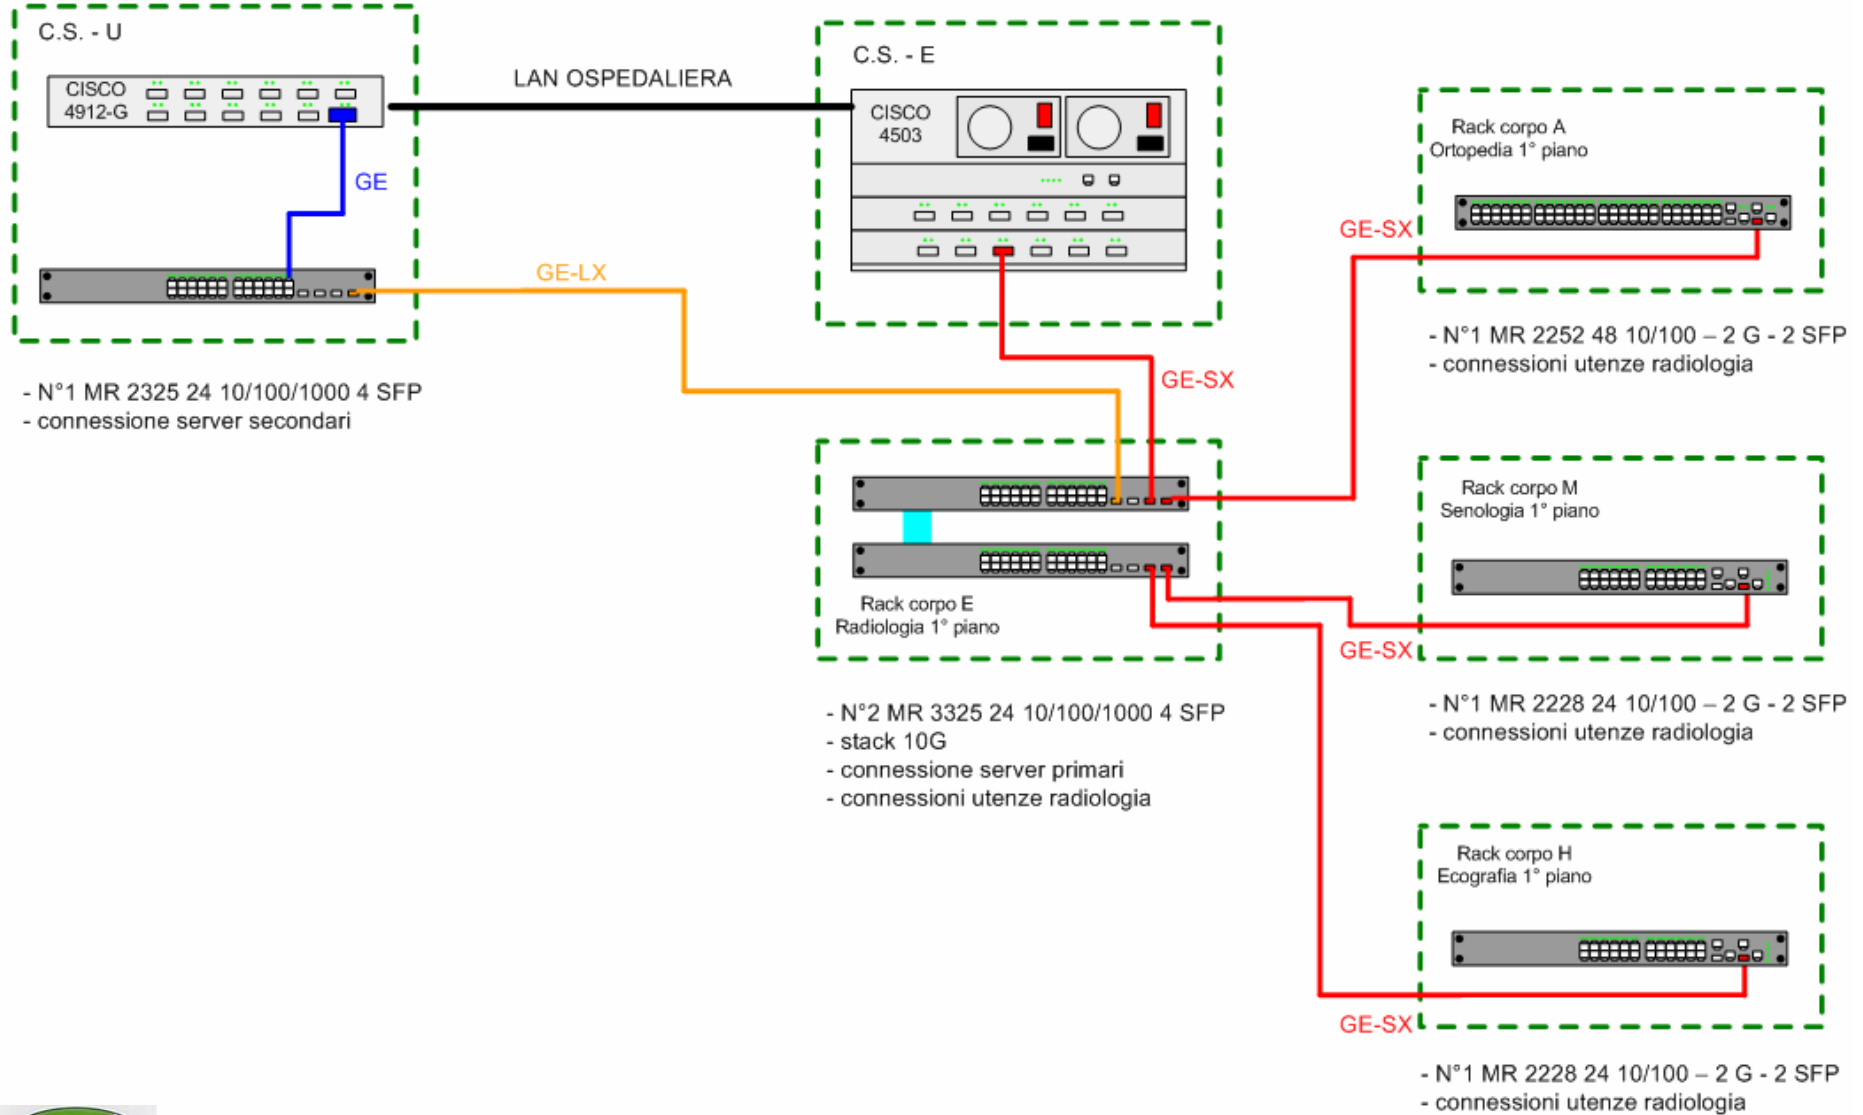 C.S. - U
CISCO
4912-G
GE
- N°1 MR 2325 24 10/100/1000 4 SFP
- connessione server secondari
LAN OSPEDALIERA
GE-LX
C.S. - E
CISCO
4503
GE-SX
Rack corpo E
Radiologia 1° piano
- N°2 MR 3325 24 10/100/1000 4 SFP
- stack 10G
- connessione server primari
- connessioni utenze radiologia
Rack corpo A
Ortopedia 1° piano
GE-SX
- N°1 MR 2252 48 10/100 – 2 G - 2 SFP
- connessioni utenze radiologia
Rack corpo M
Senologia 1° piano
GE-SX
- N°1 MR 2228 24 10/100 – 2 G - 2 SFP
- connessioni utenze radiologia
Rack corpo H
Ecografia 1° piano
GE-SX
- N°1 MR 2228 24 10/100 – 2 G - 2 SFP
- connessioni utenze radiologia